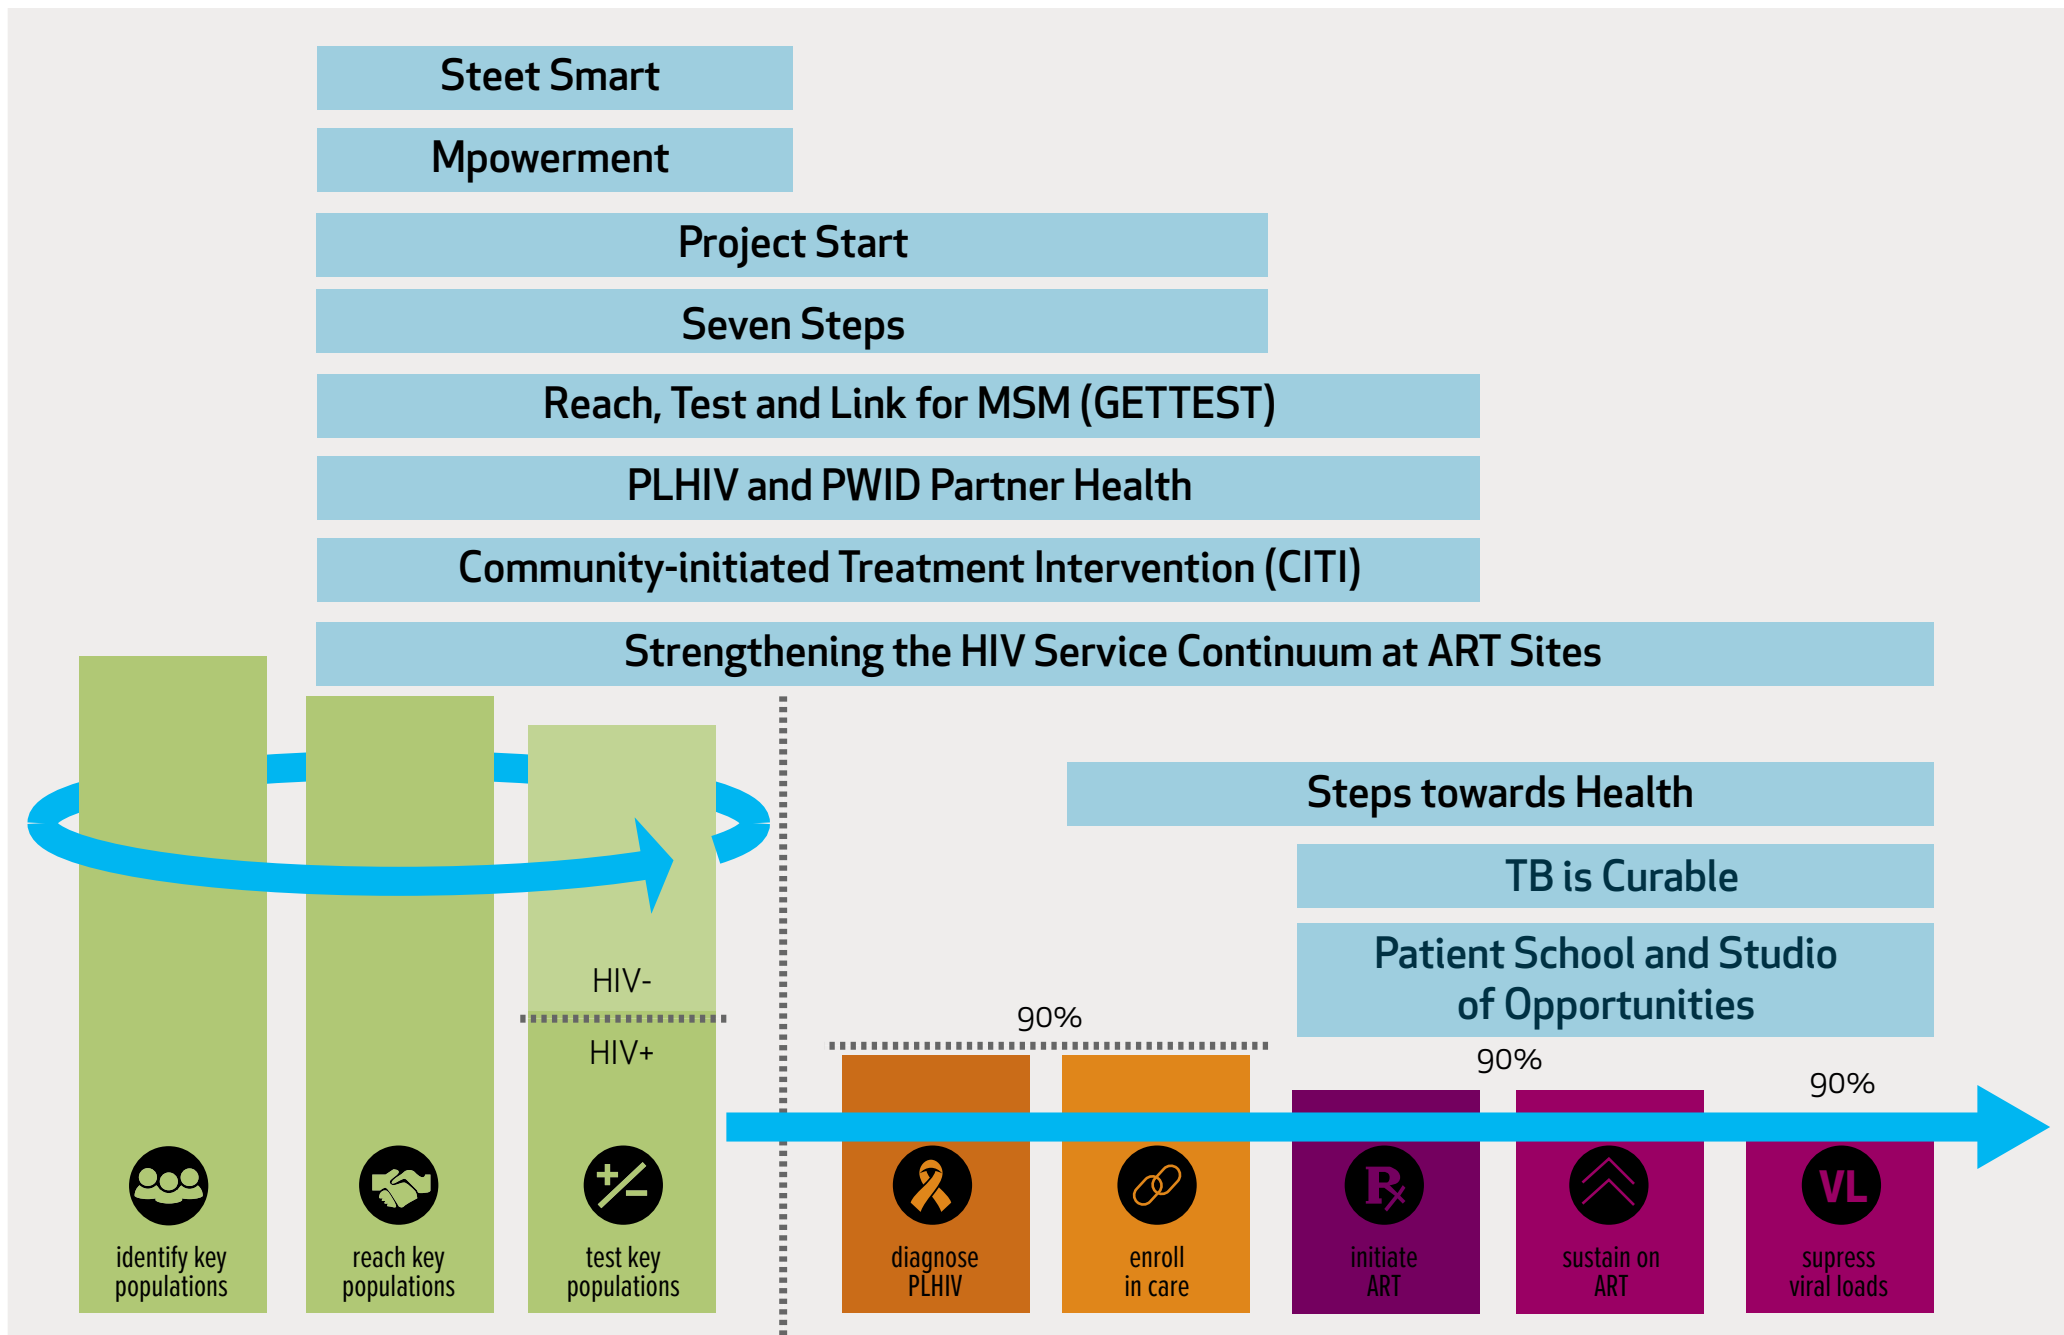 Steet Smart
Mpowerment
Project Start
Seven Steps
Reach, Test and Link for MSM (GETTEST)
PLHIV and PWID Partner Health
Community-initiated Treatment Intervention (CITI)
Strengthening the HIV Service Continuum at ART Sites
Steps towards Health
TB is Curable
Patient School and Studio
of Opportunities
HIV-
HIV+
90%
90%
90%
VL
identify key
populations
reach key
populations
test key
populations
diagnose
PLHIV
enroll
in care
initiate
ART
sustain on
ART
supress
viral loads